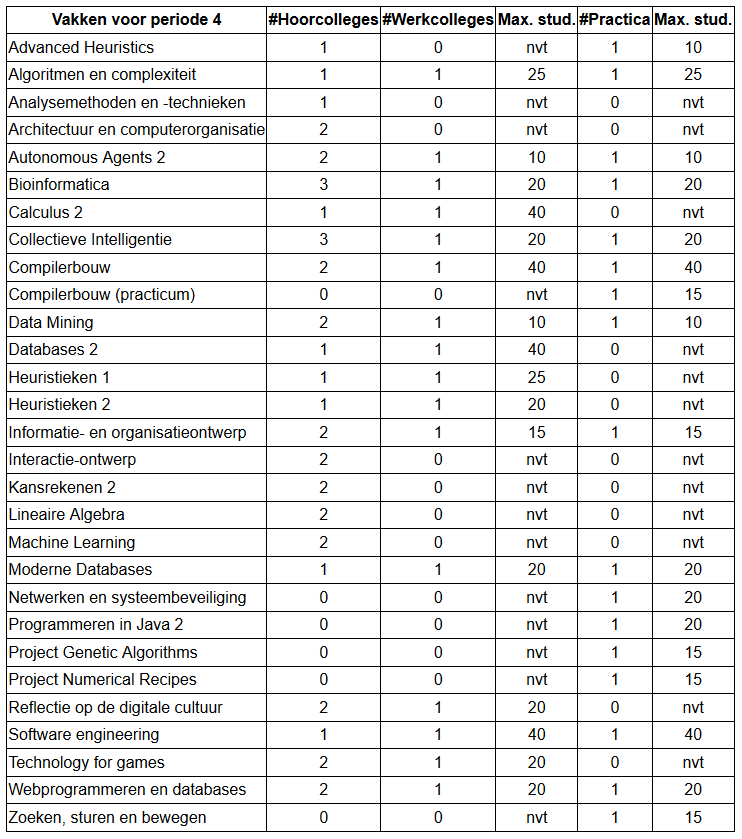 Vakken voor periode 4 #Hoorcolleges #Werkcolleges Max. stud. #Practica Max. stud.
Advanced Heuristics 1 0 nvt 1 10
Algoritmen en complexiteit 1 1 25 1 25
Analysemethoden en -technieken 1 0 nvt 0 nvt
Architectuur en computerorganisatie 2 0 nvt 0 nvt
Autonomous Agents 2 2 1 10 1 10
Bioinformatica 3 1 20 1 20
Calculus 2 1 1 40 0 nvt
Collectieve Intelligentie 3 1 20 1 20
Compilerbouw 2 1 40 1 40
Compilerbouw (practicum) 0 0 nvt 1 15
Data Mining 2 1 10 1 10
Databases 2 1 1 40 0 nvt
Heuristieken 1 1 1 25 0 nvt
Heuristieken 2 1 1 20 0 nvt
Informatie- en organisatieontwerp 2 1 15 1 15
Interactie-ontwerp 2 0 nvt 0 nvt
Kansrekenen 2 2 0 nvt 0 nvt
Lineaire Algebra 2 0 nvt 0 nvt
Machine Learning 2 0 nvt 0 nvt
Moderne Databases 1 1 20 1 20
Netwerken en systeembeveiliging 0 0 nvt 1 20
Programmeren in Java 2 0 0 nvt 1 20
Project Genetic Algorithms 0 0 nvt 1 15
Project Numerical Recipes 0 0 nvt 1 15
Reflectie op de digitale cultuur 2 1 20 0 nvt
Software engineering 1 1 40 1 40
Technology for games 2 1 20 0 nvt
Webprogrammeren en databases 2 1 20 1 20
Zoeken, sturen en bewegen 0 0 nvt 1 15